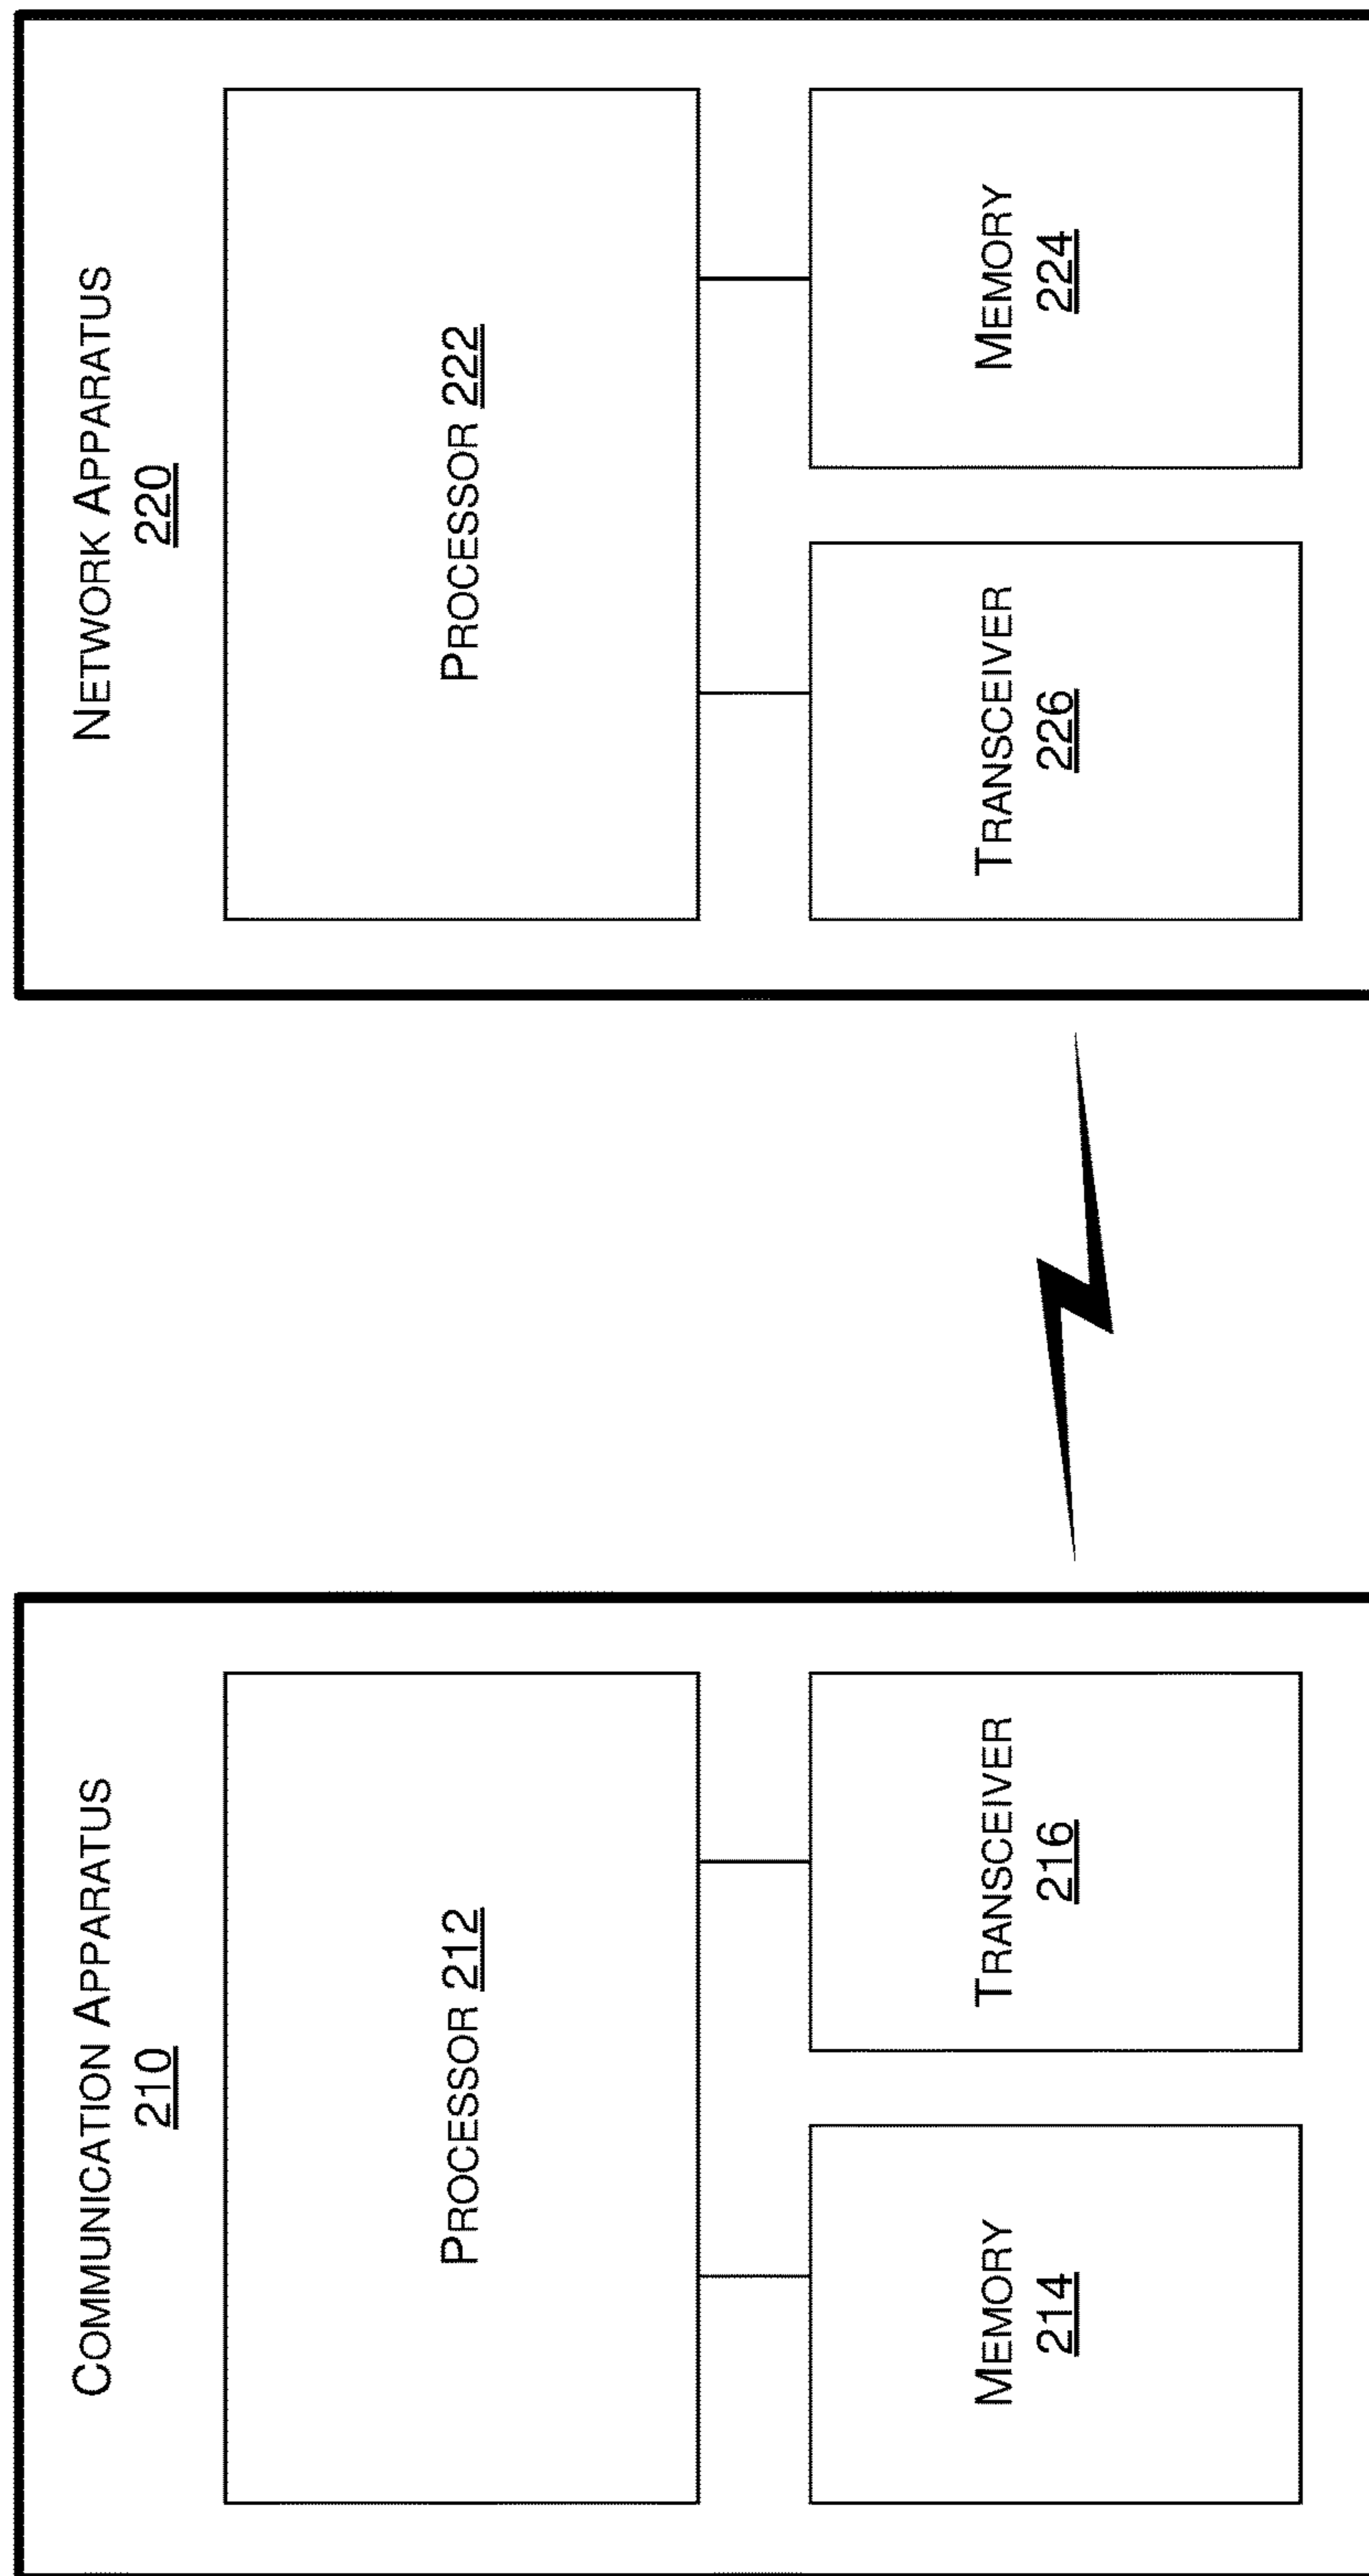 COMMUNICATION APPARATUS
210
PROCESSOR 212
MEMORY
214
TRANSCEIVER
216
NETWORK APPARATUS
220
PROCESSOR 222
TRANSCEIVER
226
MEMORY
224